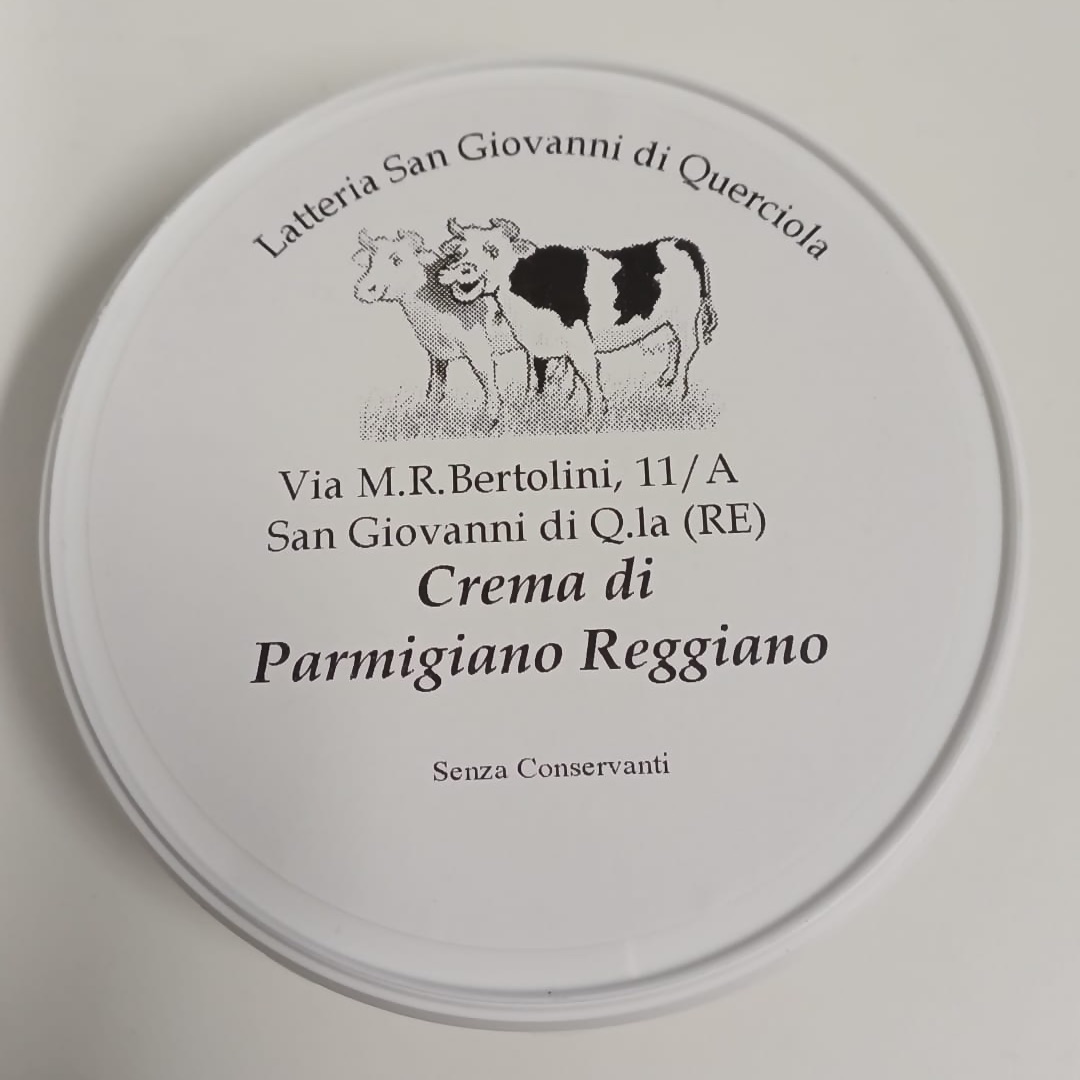 Latteria San Giovanni di Querciola
Via M.R.Bertolini, 11/A
San Giovanni di Q.la (RE)
Crema di
Parmigiano Reggiano
Senza Conservanti